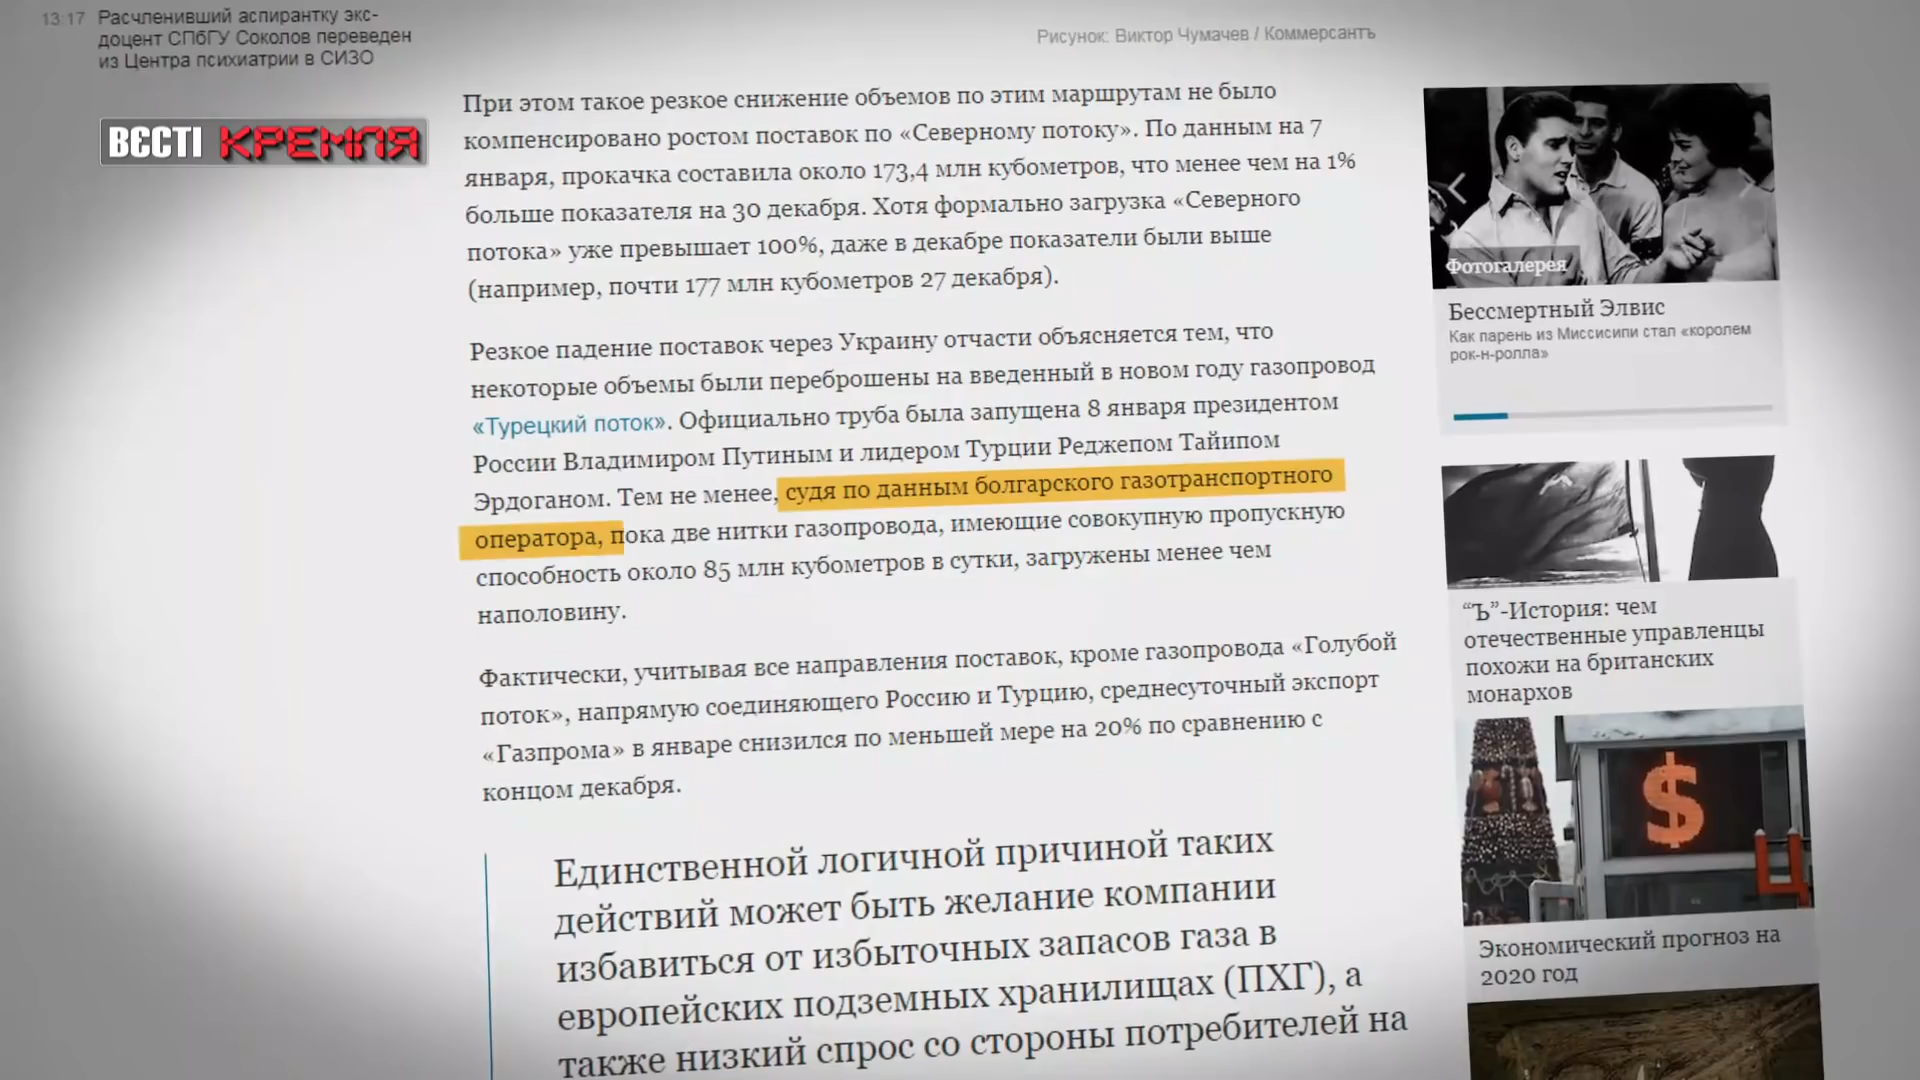 13:17 Расчленивший аспирантку экс-
доцент СПбГУ Соколов переведен
из Центра психиатрии в СИЗО
ВЄСТІ КРЕМЛЯ
Рисунок: Виктор Чумачев / Коммерсантъ
При этом такое резкое снижение объемов по этим маршрутам не было
компенсировано ростом поставок по «Северному потоку». По данным на 7
января, прокачка составила около 173,4 млн кубометров, что менее чем на 1%
больше показателя на 30 декабря. Хотя формально загрузка «Северного
потока» уже превышает 100%, даже в декабре показатели были выше
(например, почти 177 млн кубометров 27 декабря).
Резкое падение поставок через Украину отчасти объясняется тем, что
некоторые объемы были переброшены на введенный в новом году газопровод
«Турецкий поток». Официально труба была запущена 8 января президентом
России Владимиром Путиным и лидером Турции Реджепом Тайипом
Эрдоганом. Тем не менее, судя по данным болгарского газотранспортного
оператора, пока две нитки газопровода, имеющие совокупную пропускную
способность около 85 млн кубометров в сутки, загружены менее чем
наполовину.
Фактически, учитывая все направления поставок, кроме газопровода «Голубой
поток», напрямую соединяющего Россию и Турцию, среднесуточный экспорт
«Газпрома» в январе снизился по меньшей мере на 20% по сравнению с
концом декабря.
Единственной логичной причиной таких
действий может быть желание компании
избавиться от избыточных запасов газа в
европейских подземных хранилищах (ПХГ), а
также низкий спрос со стороны потребителей на
Фотогалерея
Бессмертный Элвис
Как парень из Миссисипи стал «королем
рок-н-ролла»
“Ъ”-История: чем
отечественные управленцы
похожи на британских
монархов
$
Ц
Экономический прогноз на
2020 год